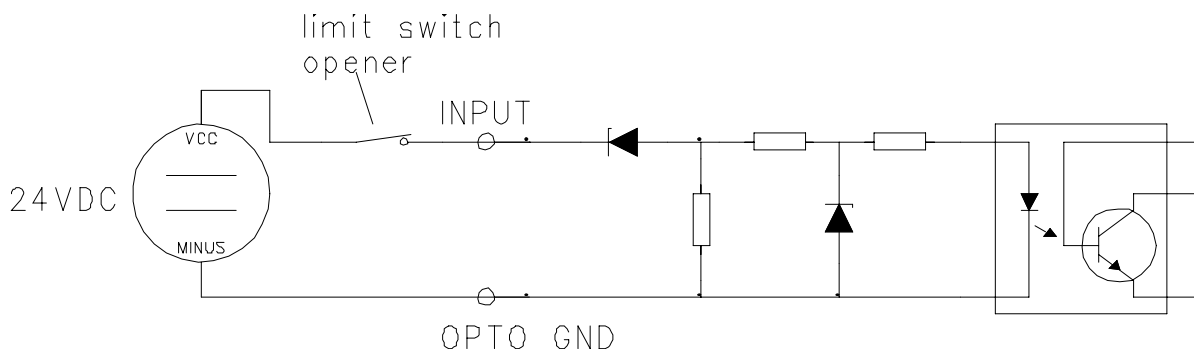 limit switch
opener
INPUT
VCC
24VDC
MINUS
OPTO GND